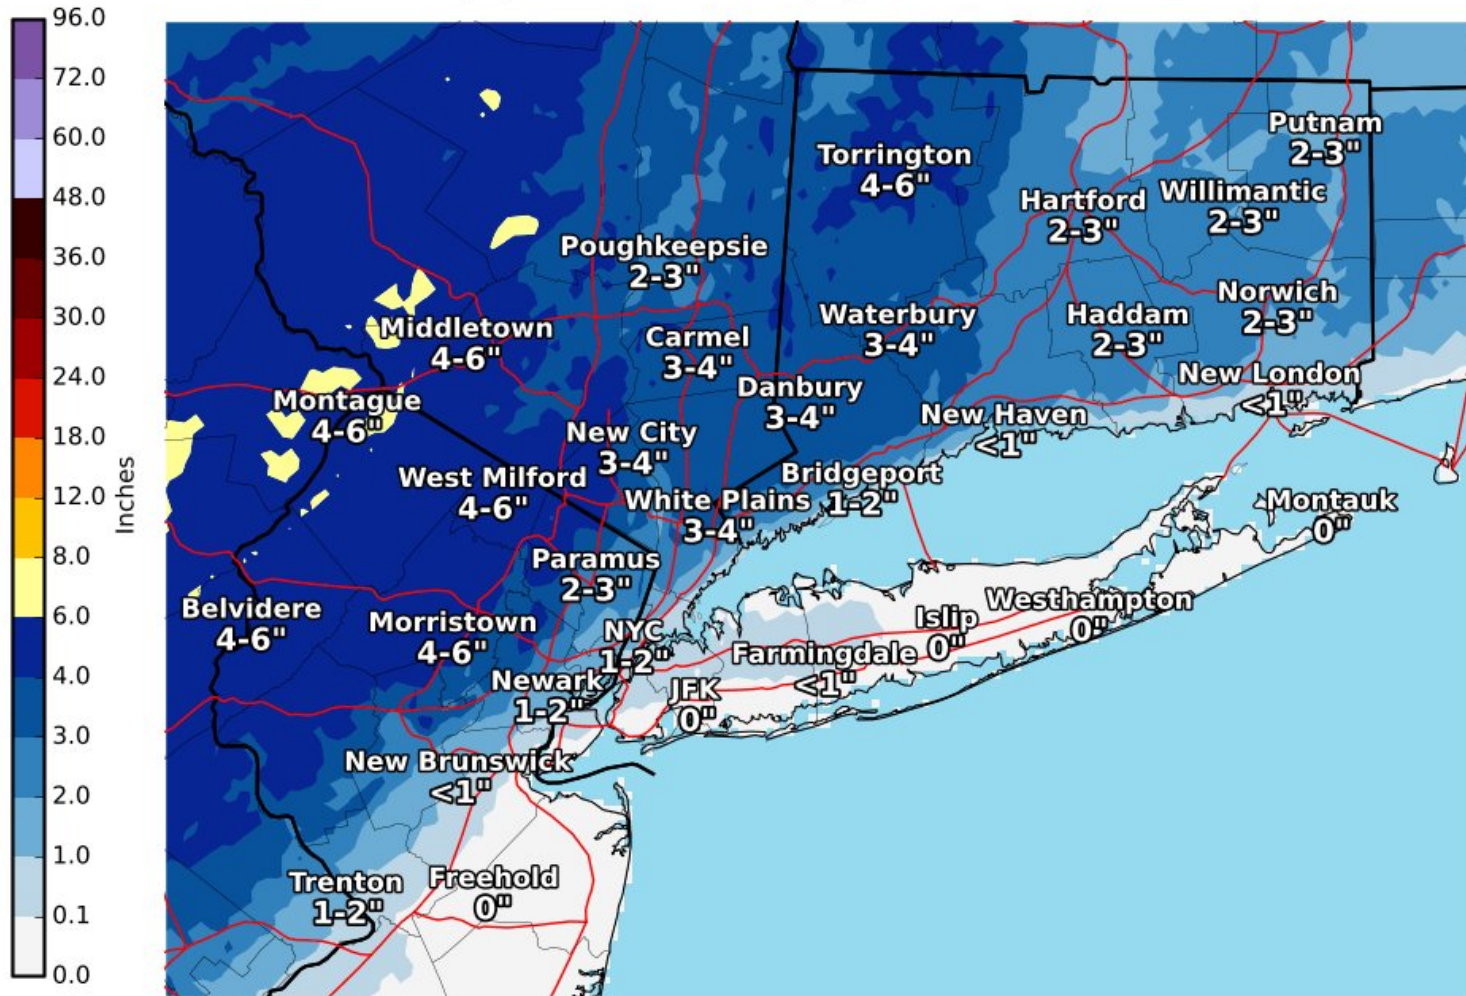 96.0
72.0
60.0
48.0
36.0
30.0
24.0
18.0
12.0
8.0
6.0
4.0
3.0
2.0
1.0
0.1
0.0
Inches
Putnam
2-3"
Torrington
4-6"
Hartford
2-3"
Willimantic
2-3"
Poughkeepsie
2-3"
Norwich
2-3"
Middletown
4-6"
Carmel
3-4"
Waterbury
3-4"
Haddam
2-3"
New London
<1"
Montague
4-6"
Danbury
3-4"
New Haven
<1"
New City
3-4"
West Milford
4-6"
Bridgeport
1-2"
White Plains
3-4"
Montauk
0"
Paramus
2-3"
Belvidere
4-6"
Morristown
4-6"
NYC
1-2"
Islip
0"
Westhampton
0"
Farmingdale
<1"
Newark
1-2"
JFK
0"
New Brunswick
<1"
Trenton
1-2"
Freehold
0"